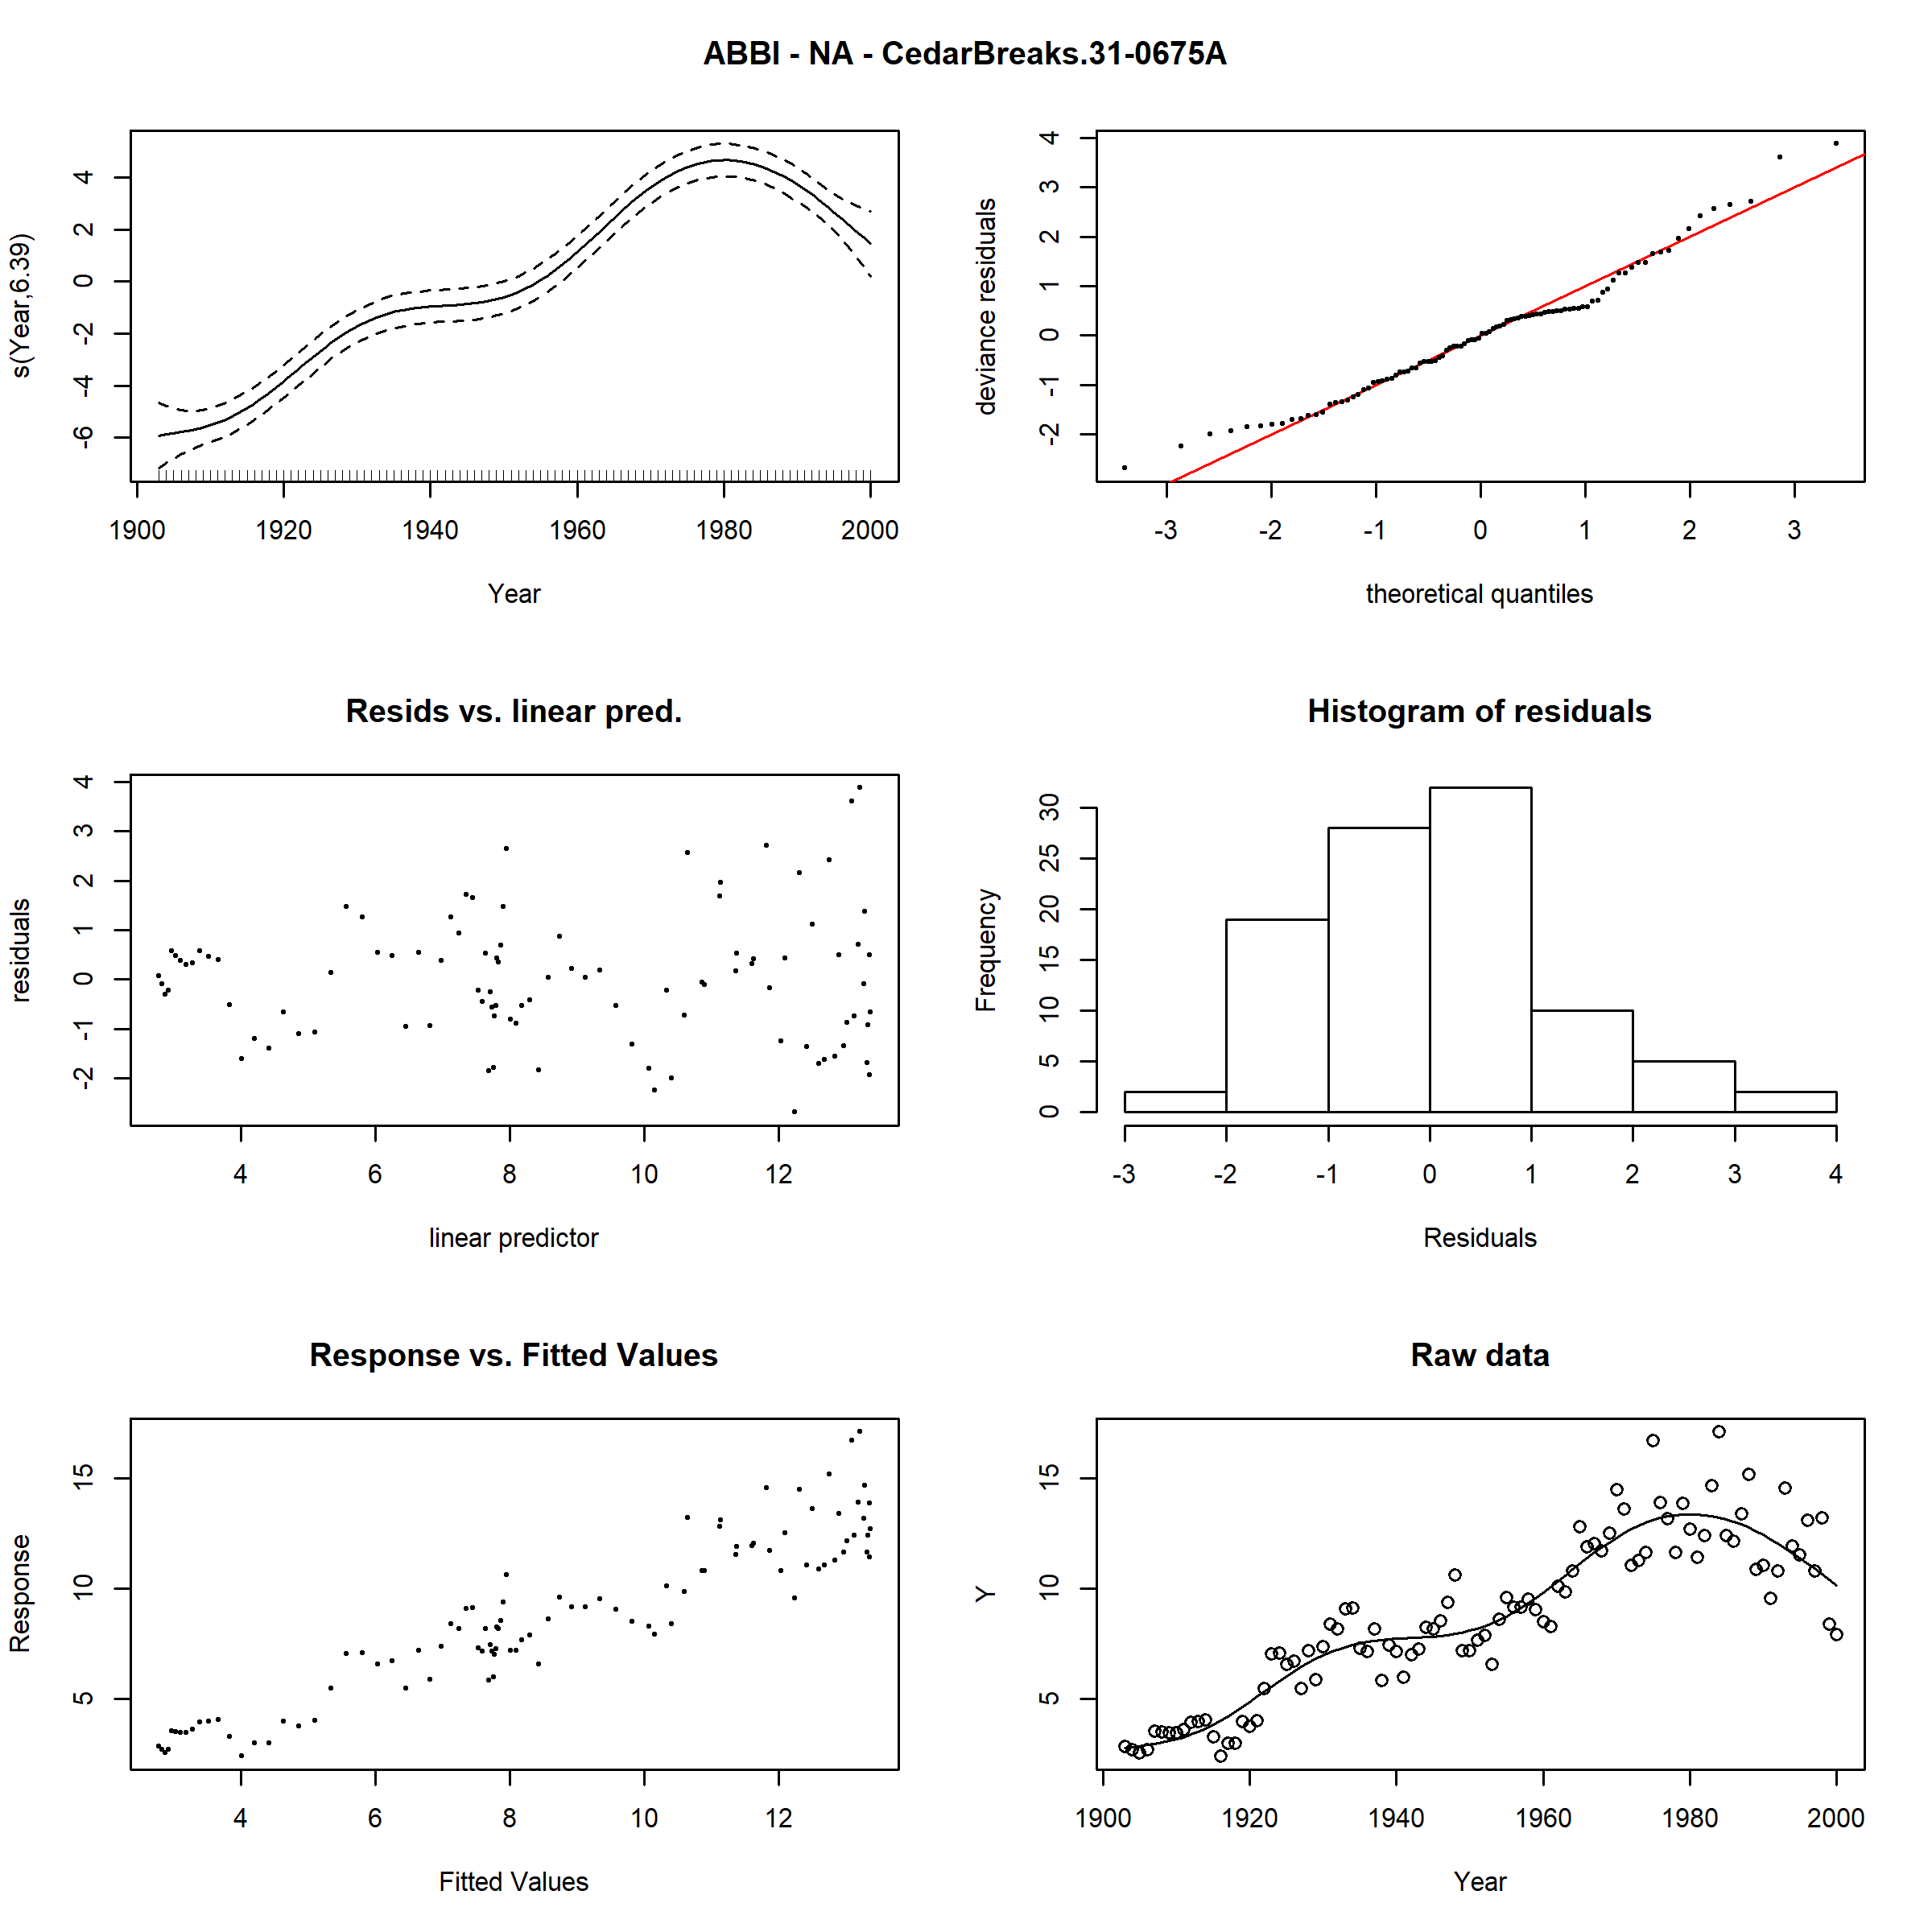 ABBI - NA - CedarBreaks.31-0675A
s(Year,6.39)
-6 -4 -2 0 2 4
1900 1920 1940 1960 1980 2000
Year
deviance residuals
-2 -1 0 1 2 3 4
-3 -2 -1 0 1 2 3
theoretical quantiles
Resids vs. linear pred.
residuals
-2 -1 0 1 2 3 4
4 6 8 10 12
linear predictor
Histogram of residuals
Frequency
0 5 10 15 20 25 30
-3 -2 -1 0 1 2 3 4
Residuals
Response vs. Fitted Values
Response
5 10 15
4 6 8 10 12
Fitted Values
Raw data
Y
5 10 15
1900 1920 1940 1960 1980 2000
Year